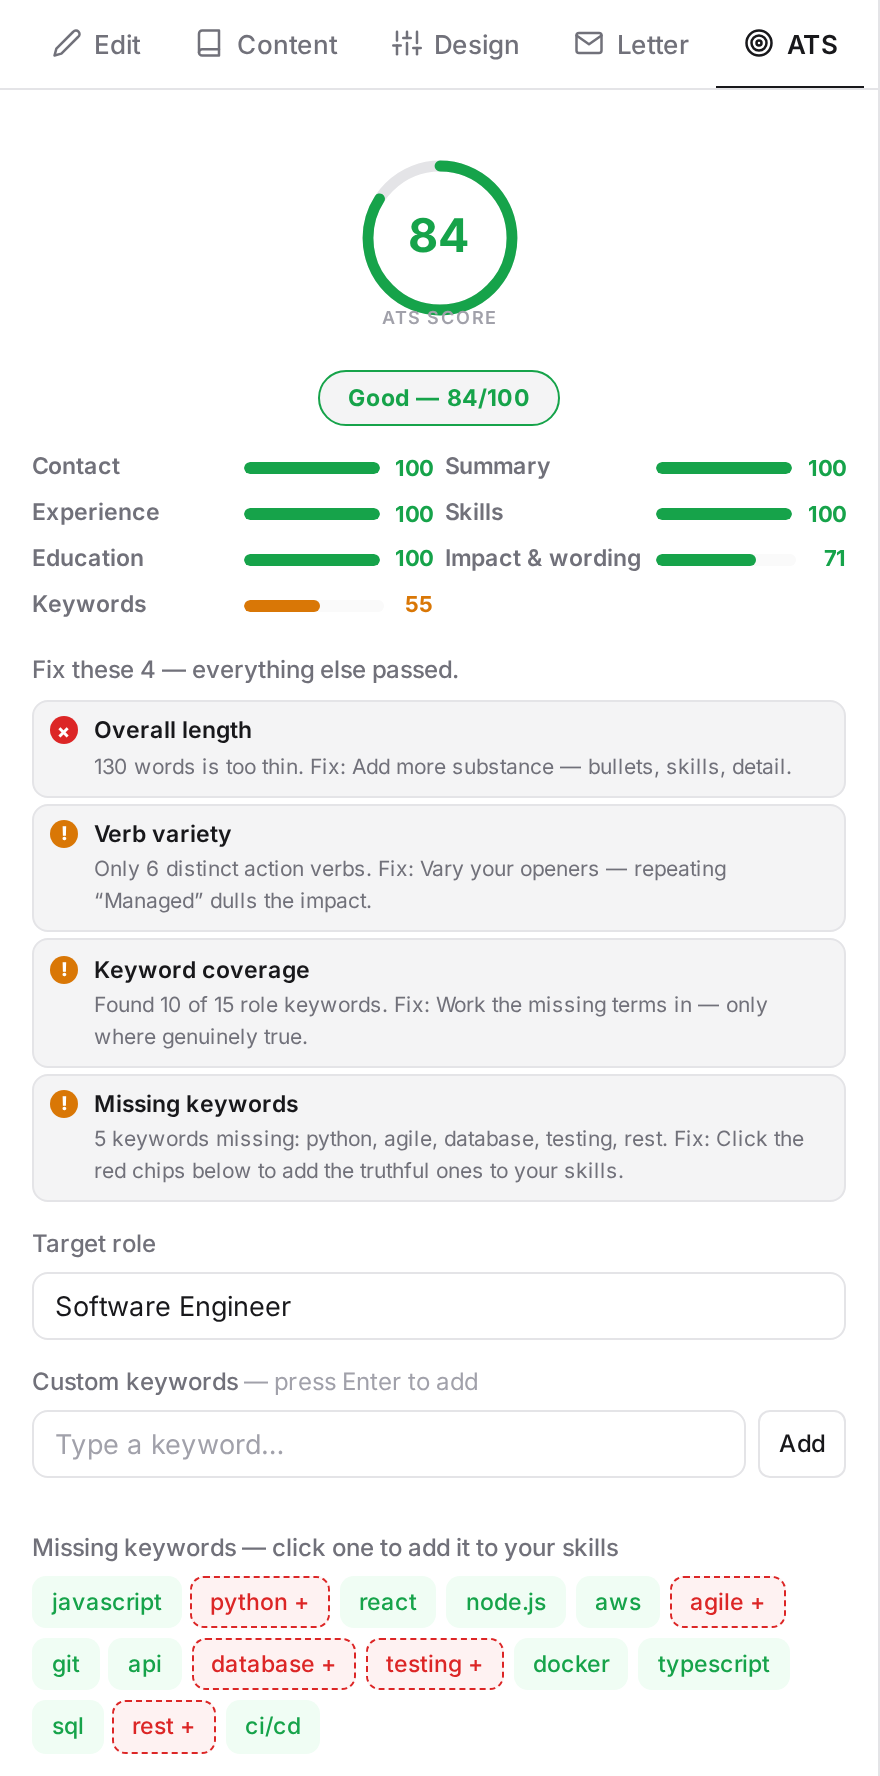 Edit
Content
Design
Letter
ATS
84
ATS SCORE
Good — 84/100
Contact 100 Summary 100
Experience 100 Skills 100
Education 100 Impact & wording 71
Keywords 55
Fix these 4 — everything else passed.
Overall length
130 words is too thin. Fix: Add more substance — bullets, skills, detail.
Verb variety
Only 6 distinct action verbs. Fix: Vary your openers — repeating
“Managed” dulls the impact.
Keyword coverage
Found 10 of 15 role keywords. Fix: Work the missing terms in — only
where genuinely true.
Missing keywords
5 keywords missing: python, agile, database, testing, rest. Fix: Click the
red chips below to add the truthful ones to your skills.
Target role
Software Engineer
Custom keywords — press Enter to add
Type a keyword...
Add
Missing keywords — click one to add it to your skills
javascript python + react node.js aws agile +
git api database + testing + docker typescript
sql rest + ci/cd